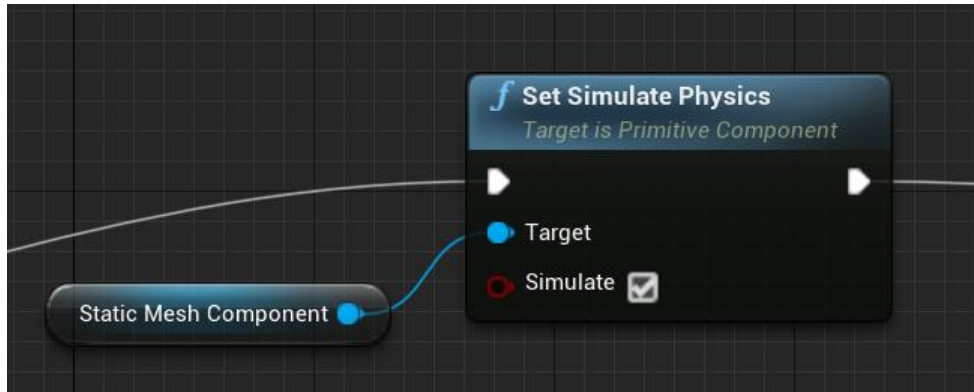 Set Simulate Physics
Target is Primitive Component
Target
Simulate
Static Mesh Component